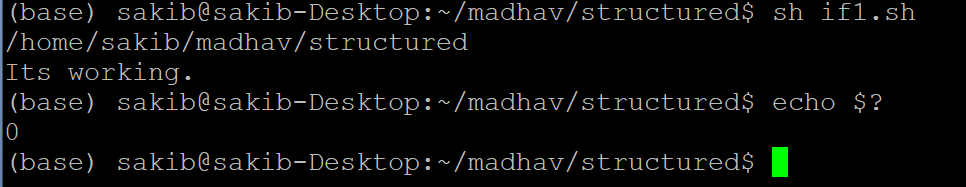 (base) sakib@sakib-Desktop:~/madhav/structured$ sh if1.sh
/home/sakib/madhav/structured
Its working.
(base) sakib@sakib-Desktop:~/madhav/structured$ echo $?
0
(base) sakib@sakib-Desktop:~/madhav/structured$